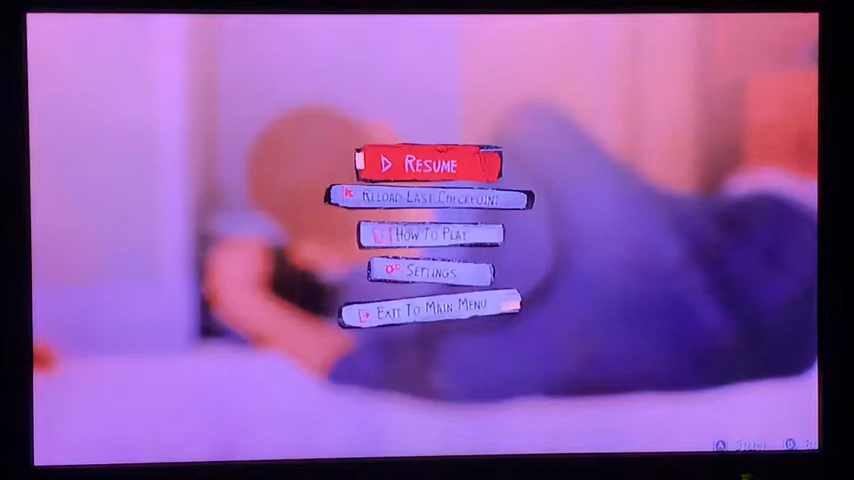 RESUME
RELOAD LAST CHECKPOINT
HOW TO PLAY
SETTINGS
EXIT TO MAIN MENU
A
B